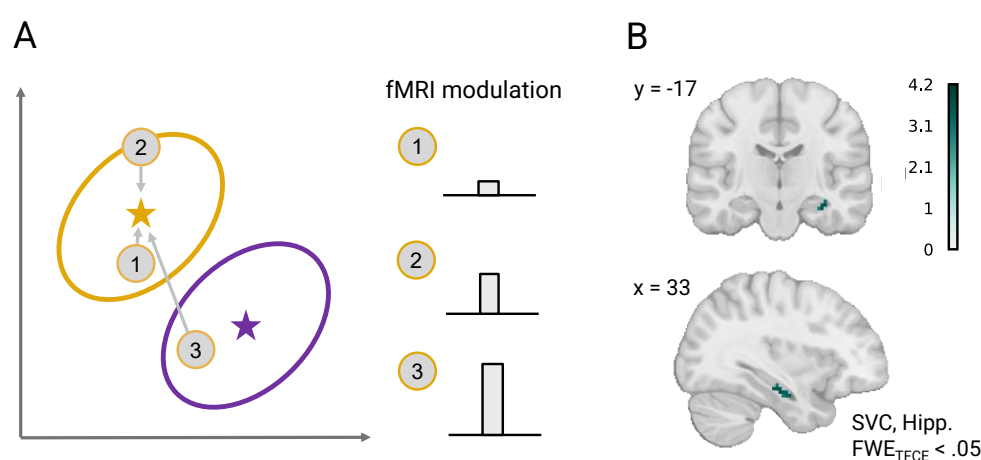 A
B
fMRI modulation
y = -17
4.2
3.1
2.1
1
0
2
1
3
1
2
3
x = 33
SVC, Hipp.
FWE_TFCE < .05